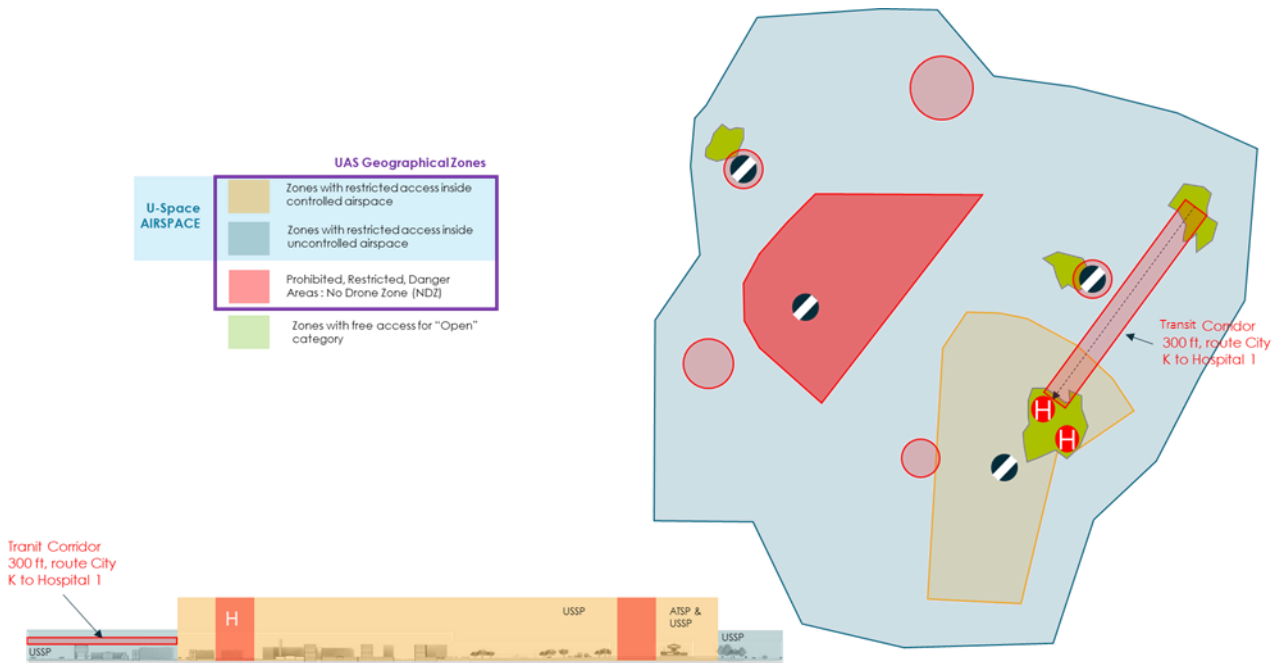 UAS Geographical Zones
U-Space
AIRSPACE
Zones with restricted access inside
controlled airspace
Zones with restricted access inside
uncontrolled airspace
Prohibited, Restricted, Danger
Areas : No Drone Zone (NDZ)
Zones with free access for “Open”
category
Transit Corridor
300 ft, route City
K to Hospital 1
H
H
Tranit Corridor
300 ft, route City
K to Hospital 1
USSP
H
USSP
ATSP &
USSP
USSP